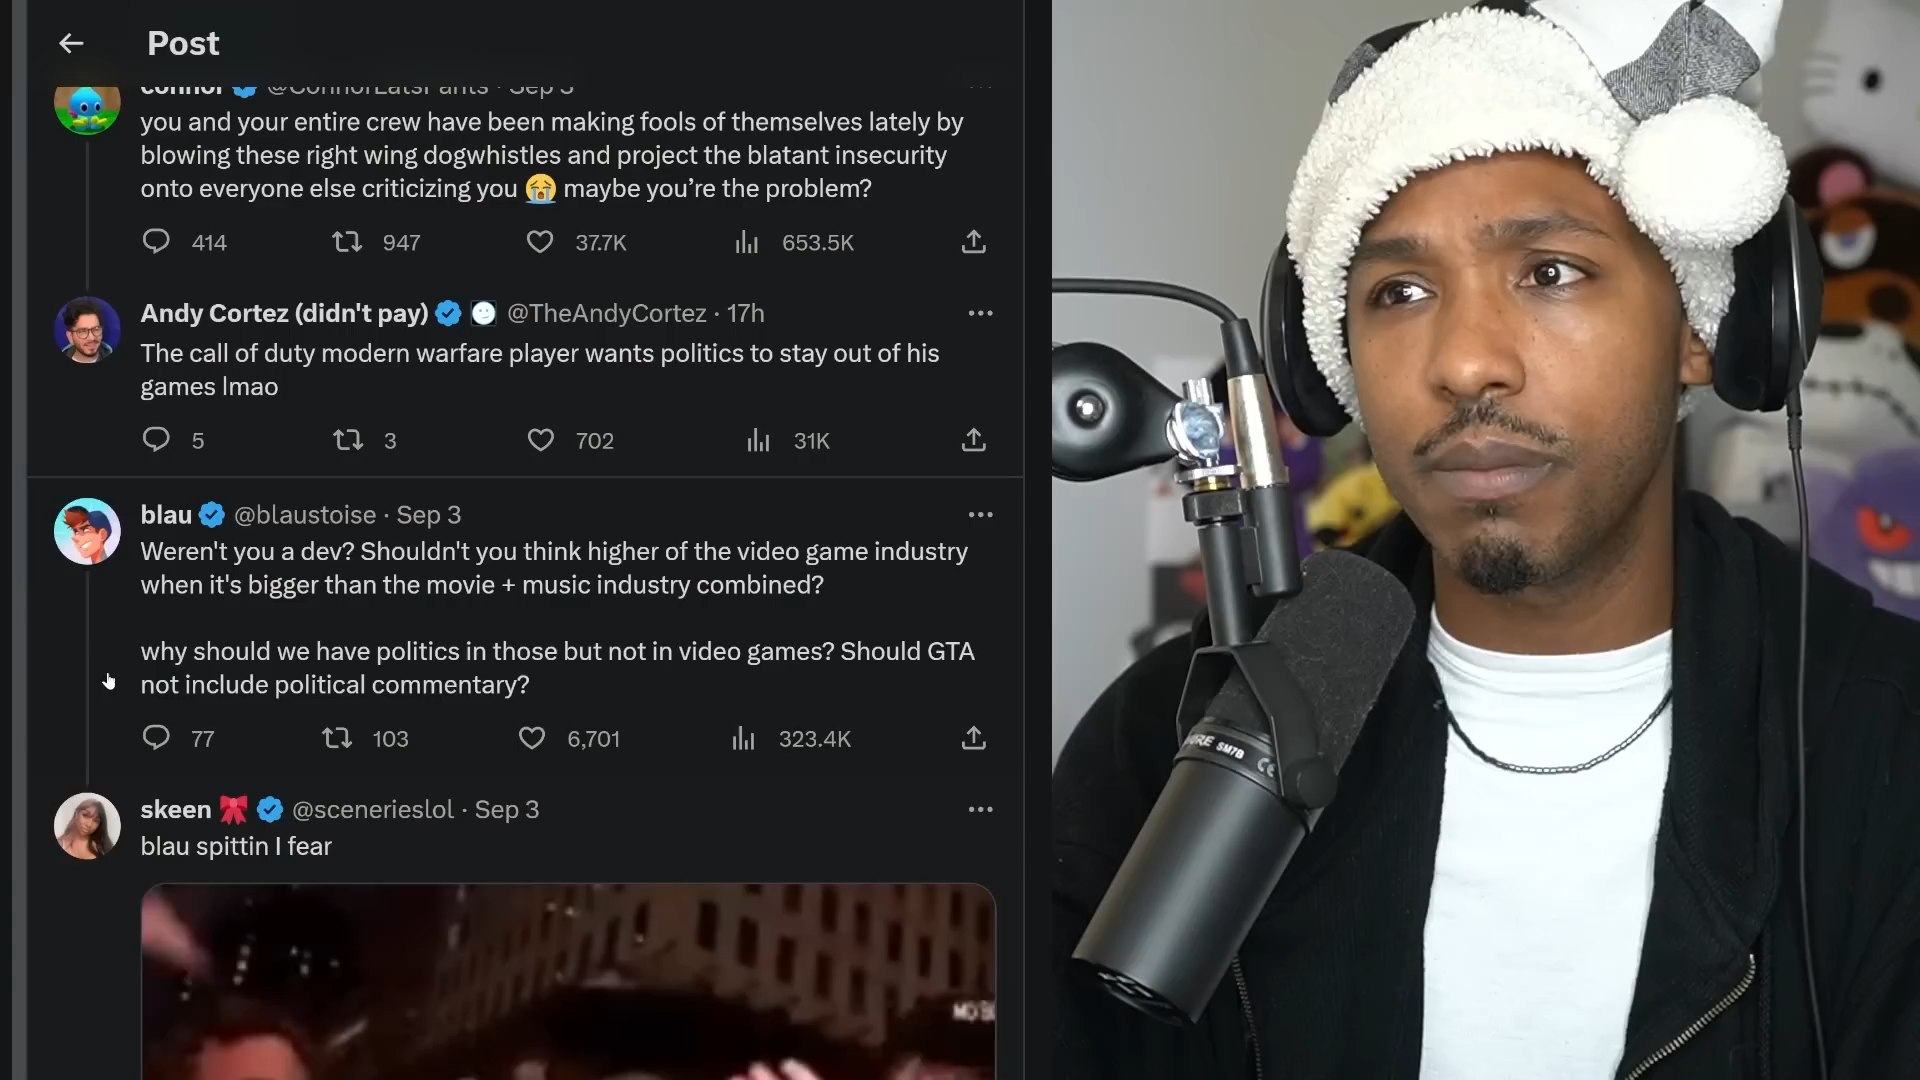 Post
connor @ConnorEatsPants · Sep 3
you and your entire crew have been making fools of themselves lately by
blowing these right wing dogwhistles and project the blatant insecurity
onto everyone else criticizing you 😭 maybe you’re the problem?
414 947 37.7K 653.5K
Andy Cortez (didn't pay) @TheAndyCortez · 17h
The call of duty modern warfare player wants politics to stay out of his
games lmao
5 3 702 31K
blau @blaustoise · Sep 3
Weren't you a dev? Shouldn't you think higher of the video game industry
when it's bigger than the movie + music industry combined?
why should we have politics in those but not in video games? Should GTA
not include political commentary?
77 103 6,701 323.4K
skeen 🎀 @scenerieslol · Sep 3
blau spittin I fear
SM7B